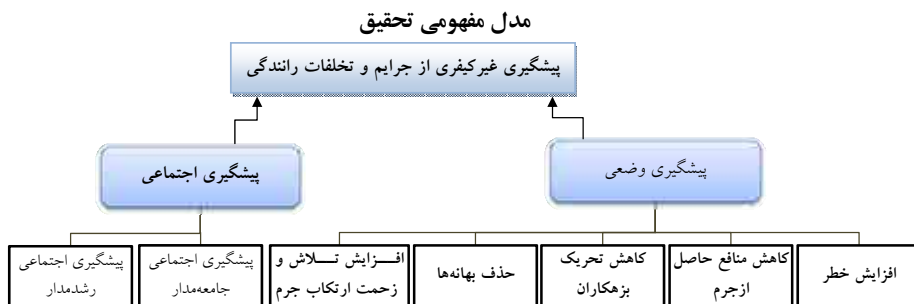 مدل مفهومی تحقیق
پیشگیری غیرکیفری از جرایم و تخلفات رانندگی
پیشگیری وضعی
پیشگیری اجتماعی
افزایش خطر
کاهش منافع حاصل
ازجرم
کاهش تحریک
بزهکاران
حذف بهانه‌ها
افـــزایش تـــلاش و
زحمت ارتکاب جرم
پیشگیری اجتماعی
جامعه‌مدار
پیشگیری اجتماعی
رشدمدار